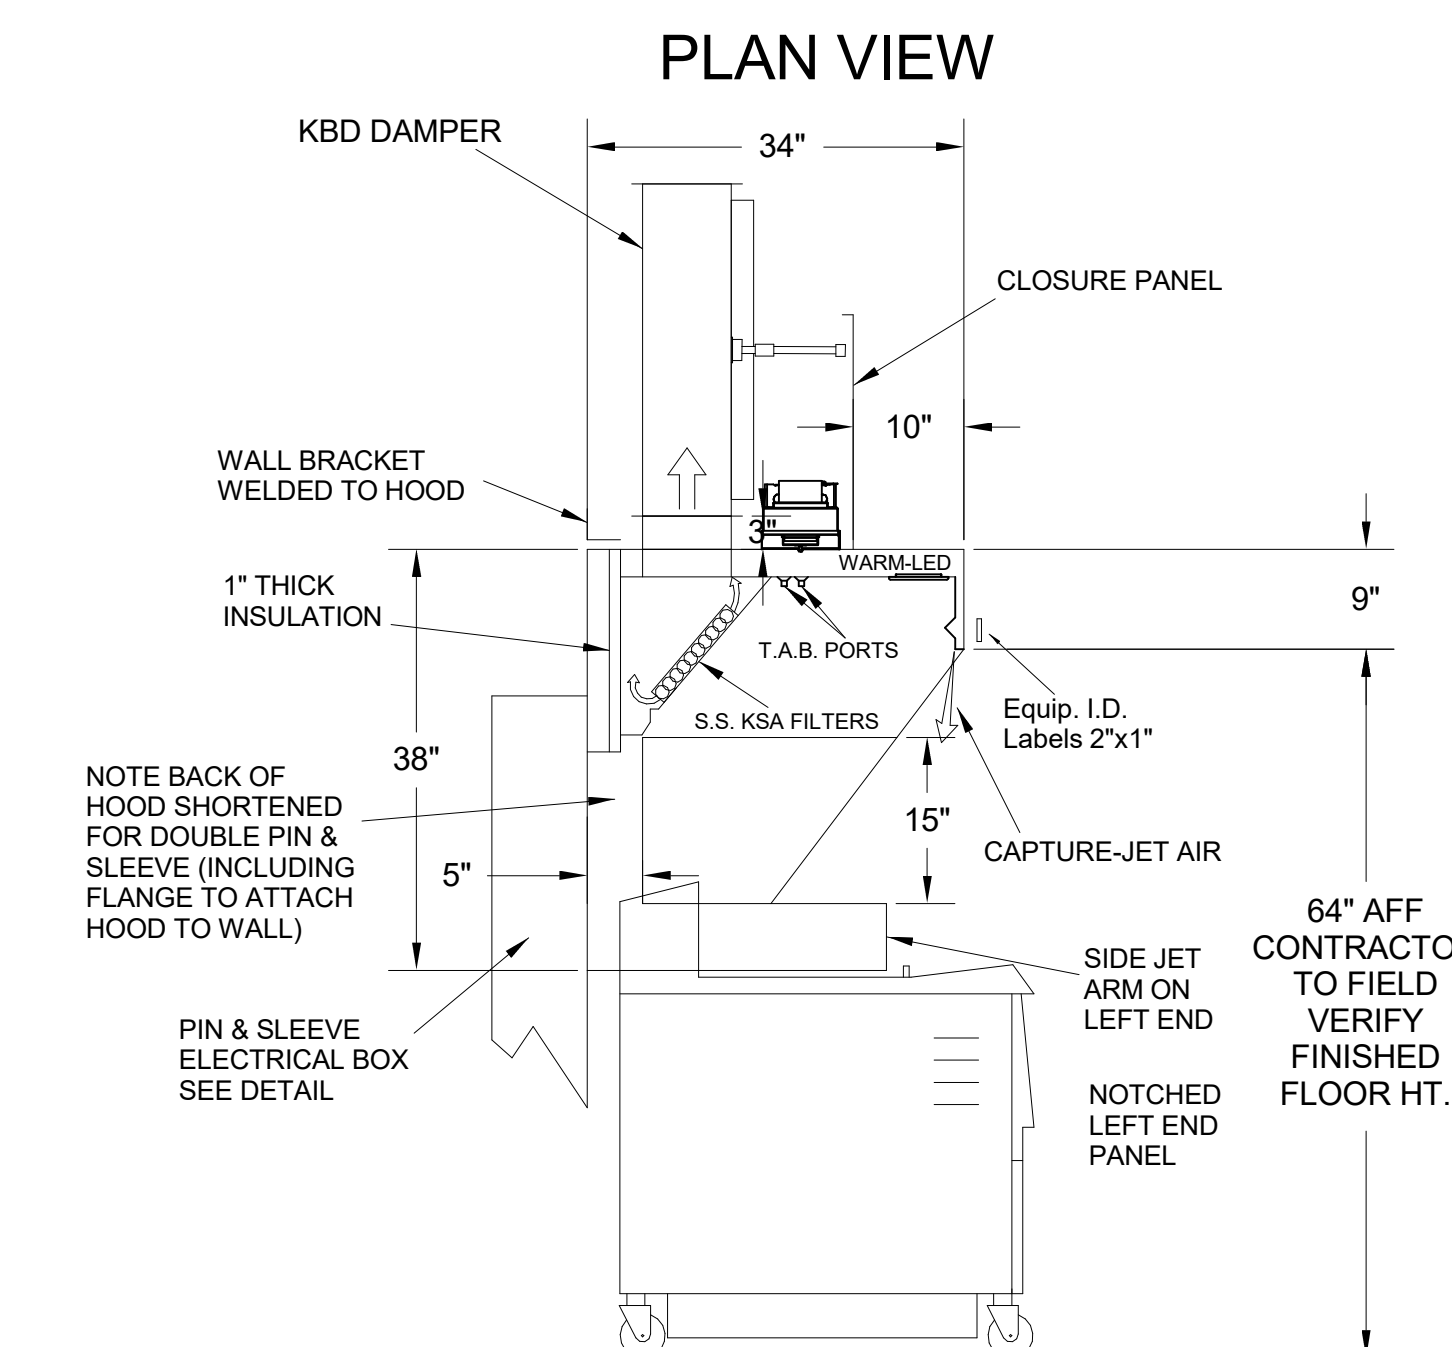 PLAN VIEW
KBD DAMPER
34"
CLOSURE PANEL
10"
WALL BRACKET
WELDED TO HOOD
3"
WARM-LED
1" THICK
INSULATION
9"
T.A.B. PORTS
S.S. KSA FILTERS
Equip. I.D.
Labels 2"x1"
38"
NOTE BACK OF
HOOD SHORTENED
FOR DOUBLE PIN &
SLEEVE (INCLUDING
FLANGE TO ATTACH
HOOD TO WALL)
15"
5"
CAPTURE-JET AIR
64" AFF
CONTRACTO
TO FIELD
VERIFY
FINISHED
FLOOR HT.
SIDE JET
ARM ON
LEFT END
PIN & SLEEVE
ELECTRICAL BOX
SEE DETAIL
NOTCHED
LEFT END
PANEL